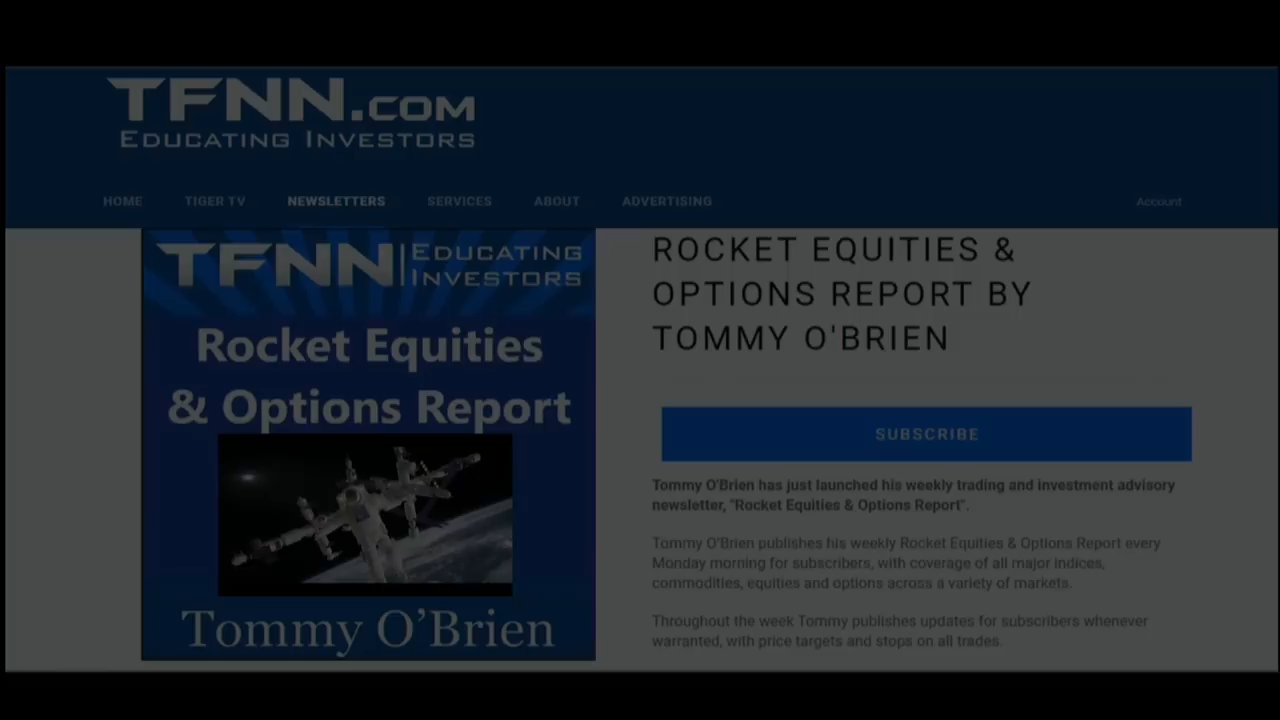 TFNN.COM
EDUCATING INVESTORS
HOME TIGER TV NEWSLETTERS SERVICES ABOUT ADVERTISING Account
TFNN EDUCATING
INVESTORS
Rocket Equities
& Options Report
Tommy O'Brien
ROCKET EQUITIES &
OPTIONS REPORT BY
TOMMY O'BRIEN
SUBSCRIBE
Tommy O'Brien has just launched his weekly trading and investment advisory
newsletter, "Rocket Equities & Options Report".
Tommy O'Brien publishes his weekly Rocket Equities & Options Report every
Monday morning for subscribers, with coverage of all major indices,
commodities, equities and options across a variety of markets.
Throughout the week Tommy publishes updates for subscribers whenever
warranted, with price targets and stops on all trades.